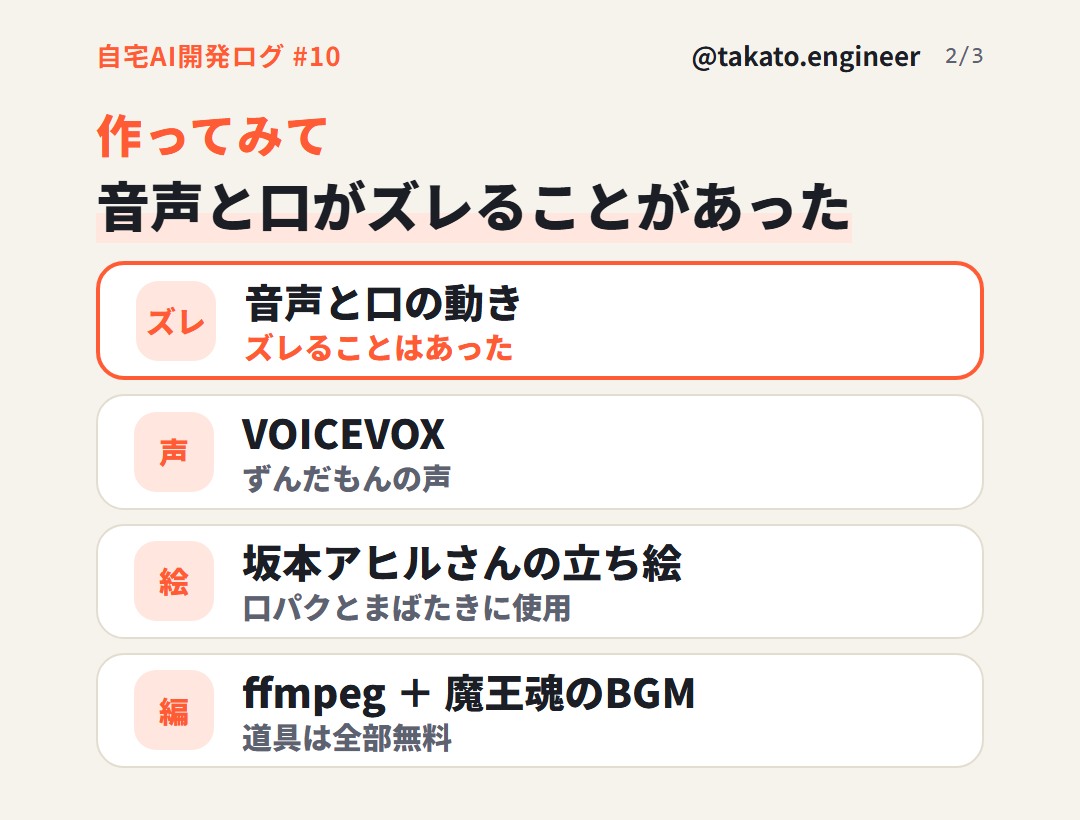 自宅AI開発ログ #10
@takato.engineer 2/3
作ってみて
音声と口がズレることがあった
ズレ
音声と口の動き
ズレることはあった
声
VOICEVOX
ずんだもんの声
絵
坂本アヒルさんの立ち絵
口パクとまばたきに使用
編
ffmpeg ＋ 魔王魂のBGM
道具は全部無料